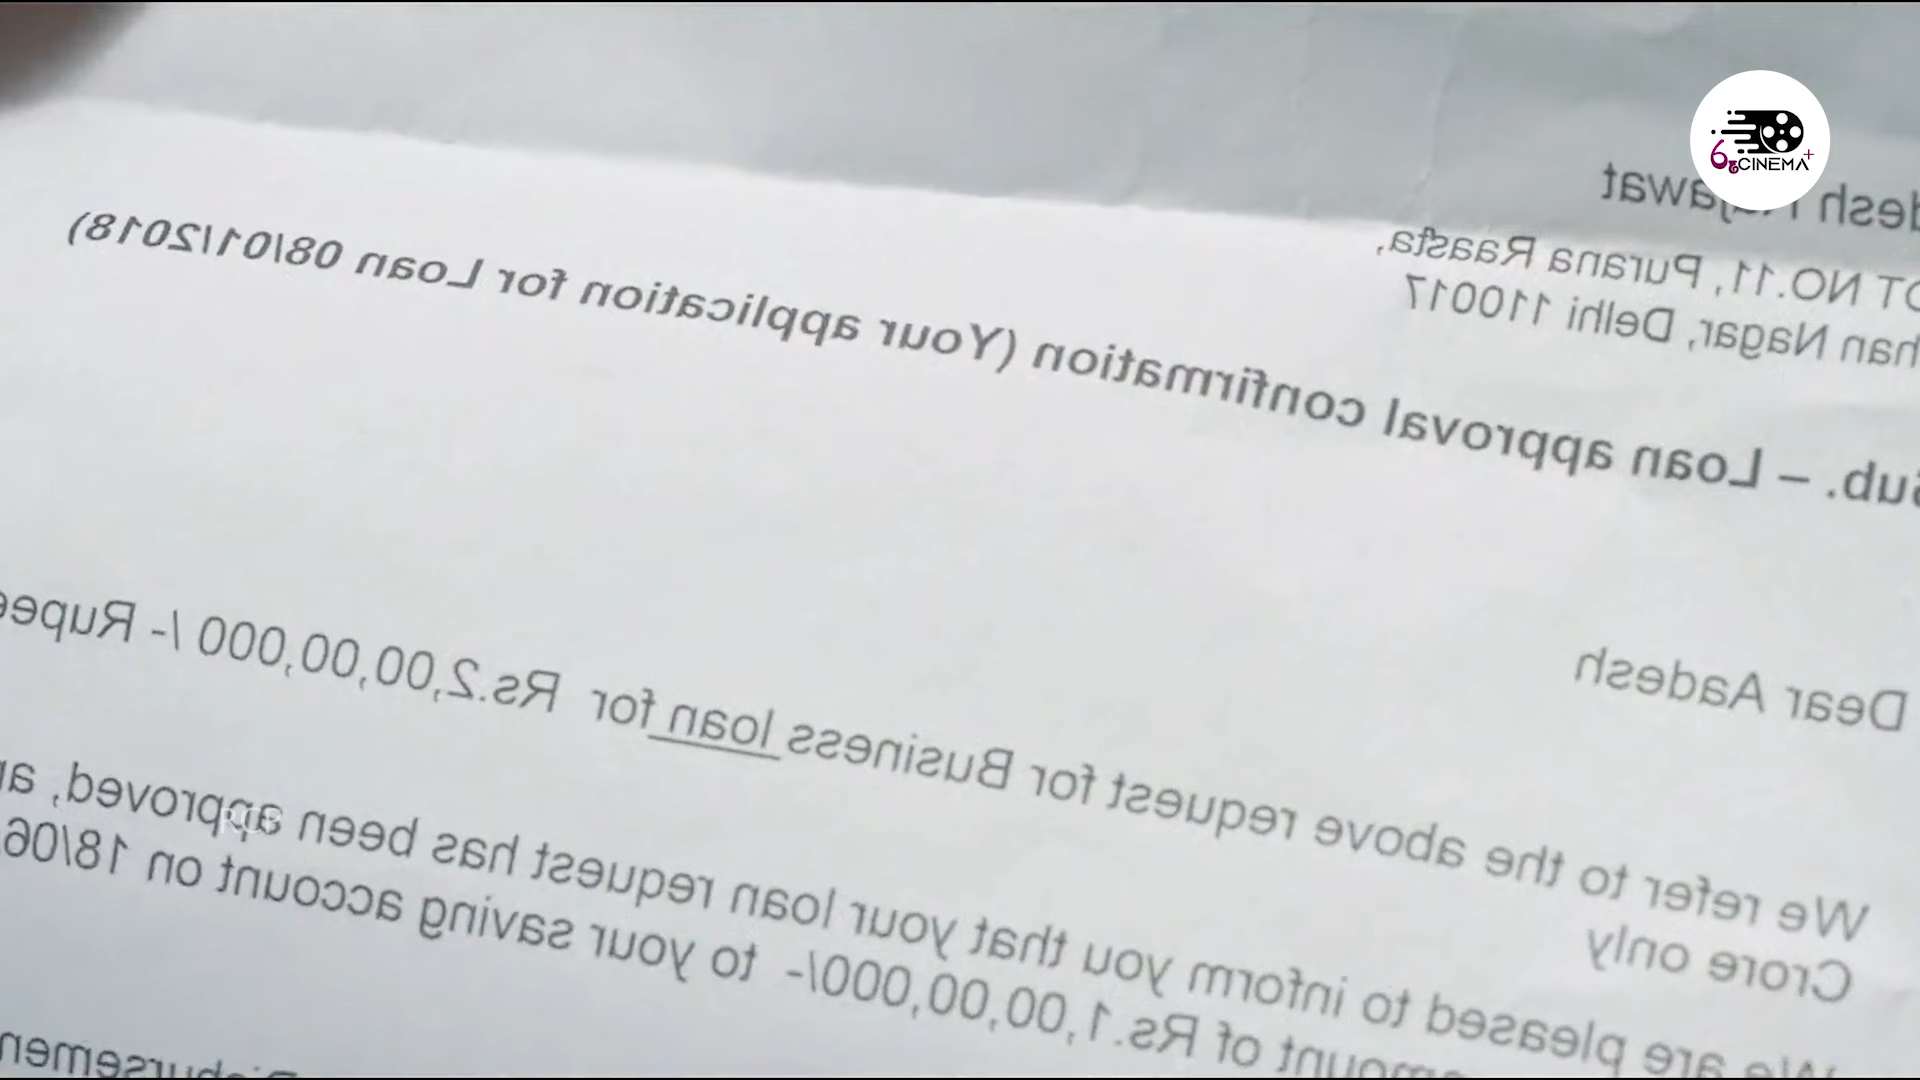 desh Rajawat
OT NO.11, Purana Raasta,
han Nagar, Delhi 110017
Sub. – Loan approval confirmation (Your application for Loan 08/01/2018)
Dear Aadesh
We refer to the above request for Business loan for Rs.2,00,00,000 /- Rupee
Crore only
We are pleased to inform you that your loan request has been approved, a
amount of Rs.1,00,00,000/- to your saving account on 18/06
Disbursemen
CINEMA+
RCP